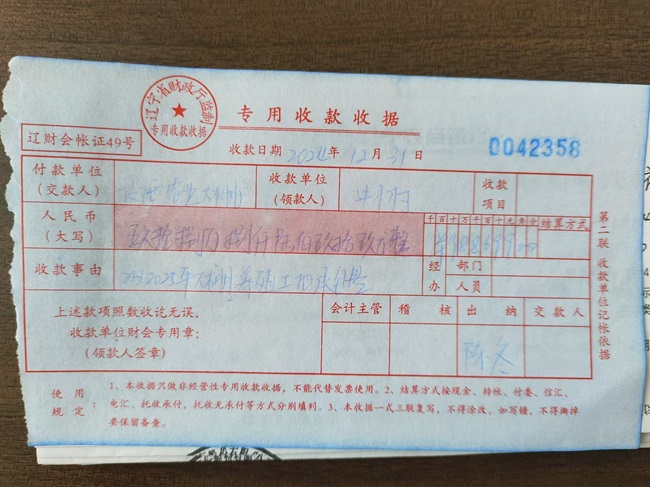 辽宁省财政厅监制
专用收款收据
专用收款收据
辽财会帐证49号
收款日期 2024年12月31日
0042358
付款单位
(交款人)
收款单位
(领款人)
收款
项目
人民币
(大写)
千百十万千百十元角分
结算方式
收款事由
经 部门
办 人员
上述款项照数收讫无误。
收款单位财会专用章:
(领款人签章)
会计主管 稽核 出纳 交款人
陈冬
第二联 收款单位记帐依据
使用
规定:
1、本收据只做非经营性专用收款收据,不能代替发票使用。2、结算方式按现金、转帐、付委、信汇、
电汇、托收承付,托收无承付等方式分别填列。3、本收据一式三联复写,不得涂改,如写错,不得撕掉
要保留备查。